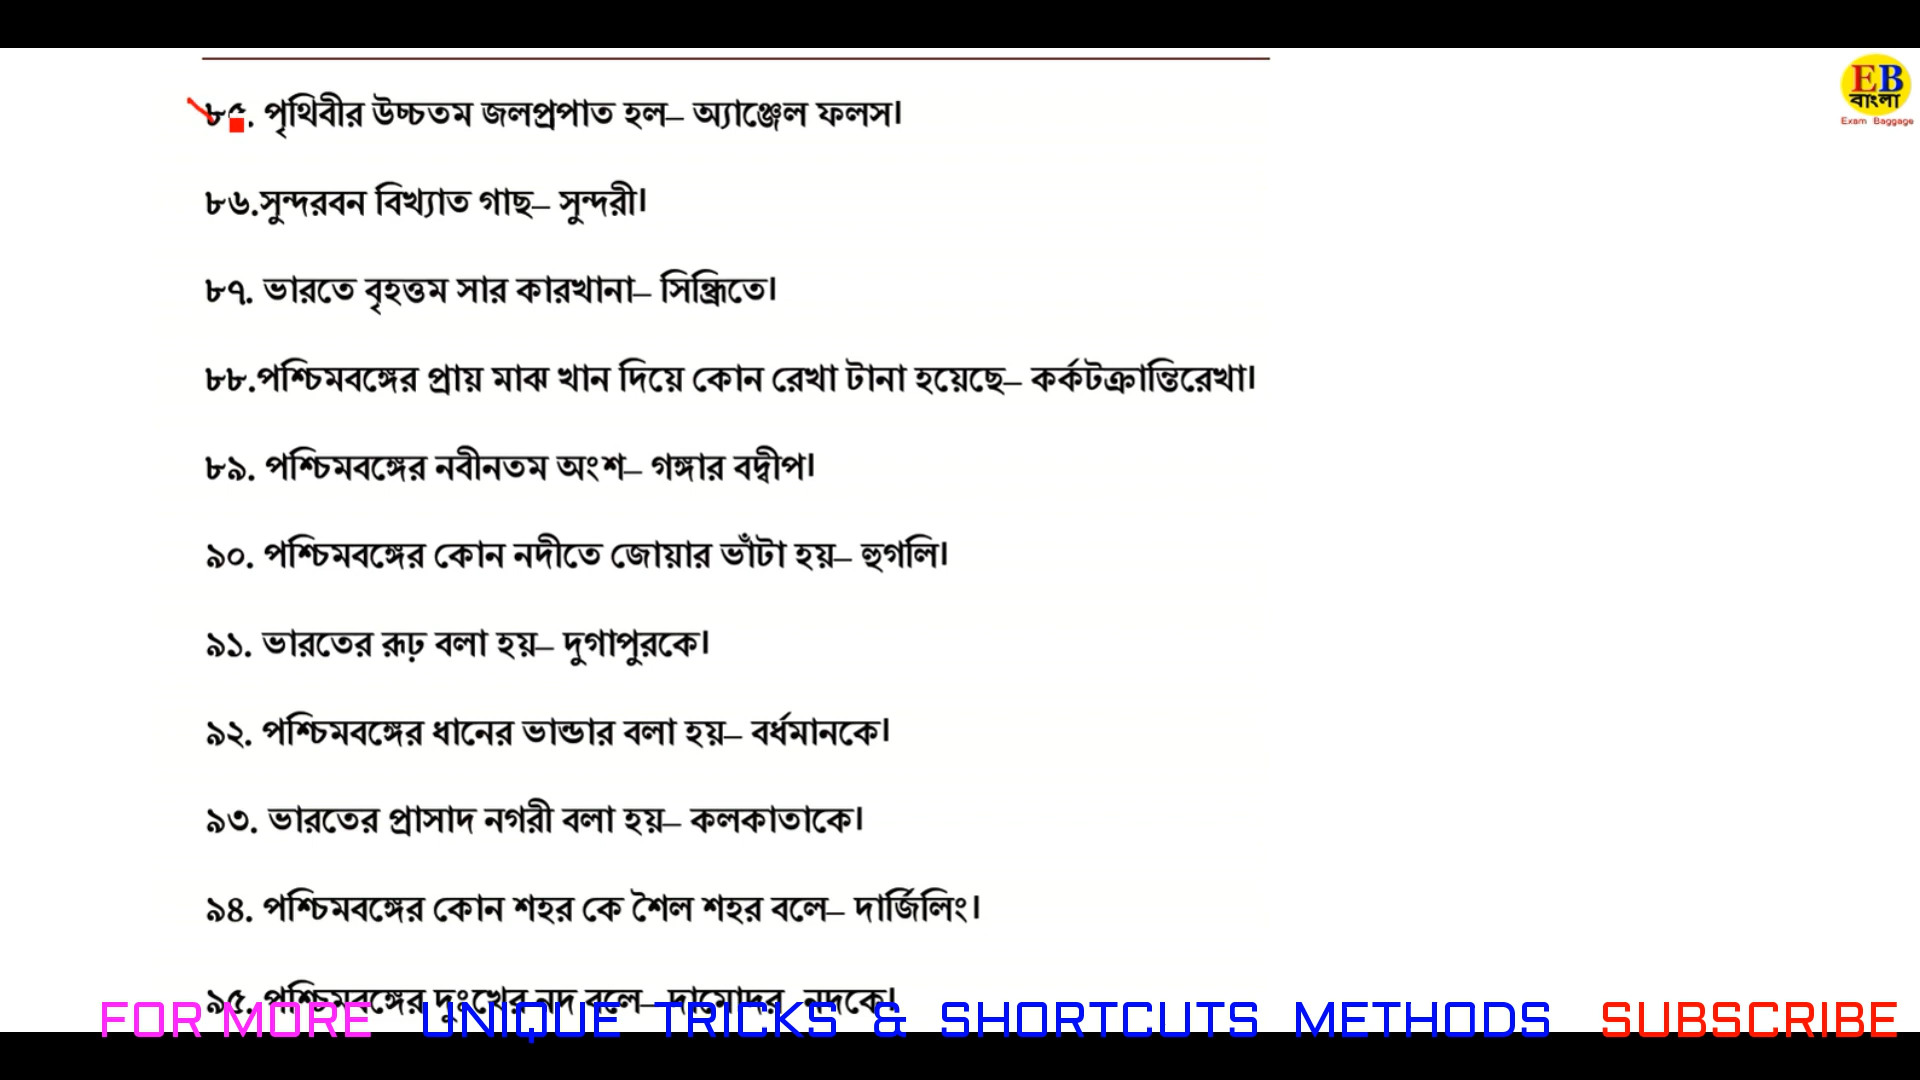 EB
বাংলা
Exam Baggage
৮৫. পৃথিবীর উচ্চতম জলপ্রপাত হল– অ্যাঞ্জেল ফলস।
৮৬.সুন্দরবন বিখ্যাত গাছ– সুন্দরী।
৮৭. ভারতে বৃহত্তম সার কারখানা– সিন্ধ্রিতে।
৮৮.পশ্চিমবঙ্গের প্রায় মাঝ খান দিয়ে কোন রেখা টানা হয়েছে– কর্কটক্রান্তিরেখা।
৮৯. পশ্চিমবঙ্গের নবীনতম অংশ– গঙ্গার বদ্বীপ।
৯০. পশ্চিমবঙ্গের কোন নদীতে জোয়ার ভাঁটা হয়– হুগলি।
৯১. ভারতের রূঢ় বলা হয়– দুগাপুরকে।
৯২. পশ্চিমবঙ্গের ধানের ভান্ডার বলা হয়– বর্ধমানকে।
৯৩. ভারতের প্রাসাদ নগরী বলা হয়– কলকাতাকে।
৯৪. পশ্চিমবঙ্গের কোন শহর কে শৈল শহর বলে– দার্জিলিং।
৯৫. পশ্চিমবঙ্গের দুঃখের নদ বলে– দামোদর নদকে।
FOR MORE UNIQUE TRICKS & SHORTCUTS METHODS SUBSCRIBE